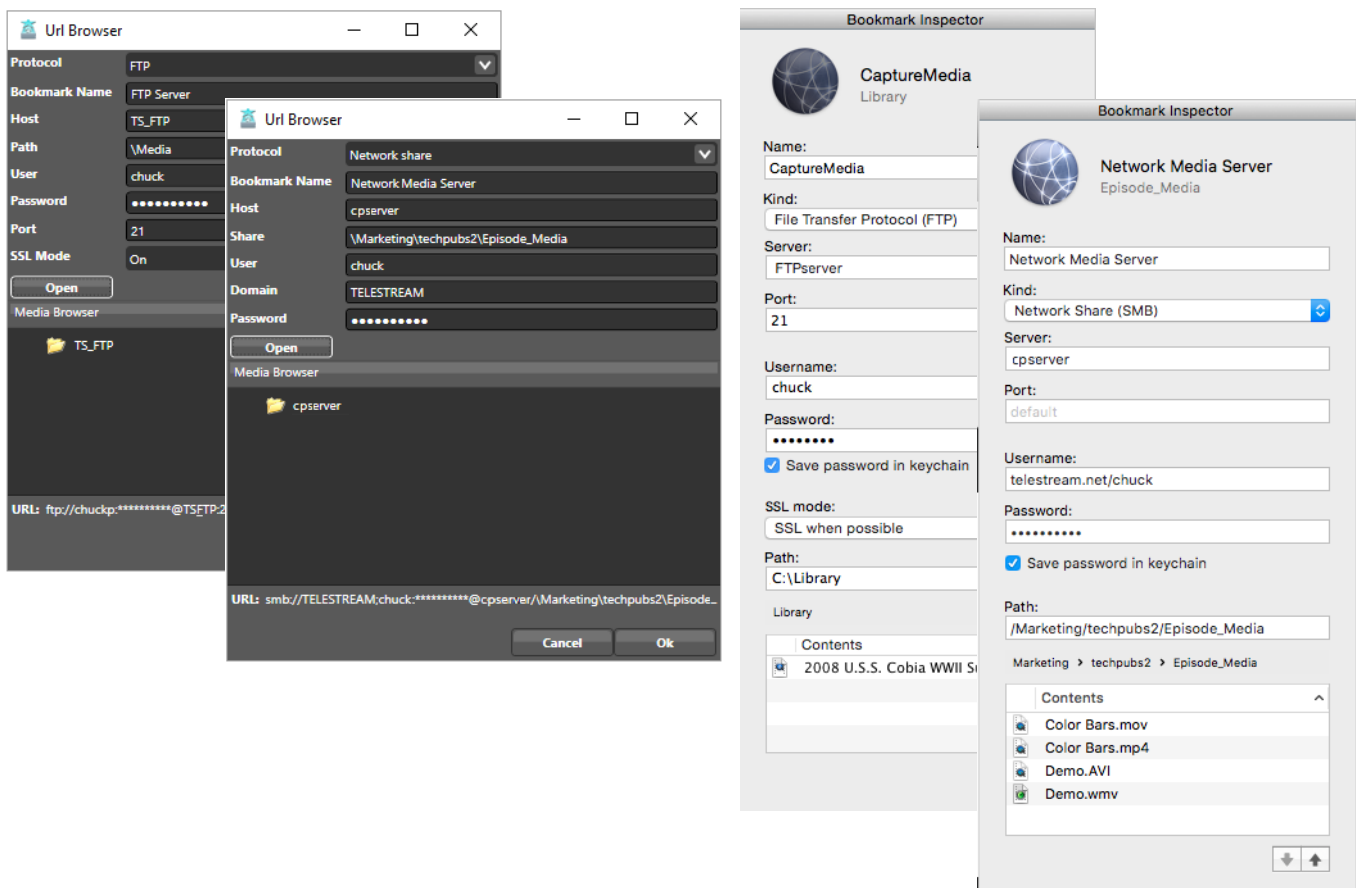 Url Browser
Protocol FTP
Bookmark Name FTP Server
Host TS_FTP
Path \Media
User chuck
Password ••••••••••
Port 21
SSL Mode On
Open
Media Browser
TS_FTP
URL: ftp://chuckp:**********@TSFTP:2
Url Browser
Protocol Network share
Bookmark Name Network Media Server
Host cpserver
Share \Marketing\techpubs2\Episode_Media
User chuck
Domain TELESTREAM
Password ••••••••••
Open
Media Browser
cpserver
URL: smb://TELESTREAM;chuck:**********@cpserver/\Marketing\techpubs2\Episode_
Cancel Ok
Bookmark Inspector
CaptureMedia
Library
Name:
CaptureMedia
Kind:
File Transfer Protocol (FTP)
Server:
FTPserver
Port:
21
Username:
chuck
Password:
••••••••
Save password in keychain
SSL mode:
SSL when possible
Path:
C:\Library
Library
Contents
2008 U.S.S. Cobia WWII
Bookmark Inspector
Network Media Server
Episode_Media
Name:
Network Media Server
Kind:
Network Share (SMB)
Server:
cpserver
Port:
default
Username:
telestream.net/chuck
Password:
••••••••••
Save password in keychain
Path:
/Marketing/techpubs2/Episode_Media
Marketing > techpubs2 > Episode_Media
Contents
Color Bars.mov
Color Bars.mp4
Demo.AVI
Demo.wmv